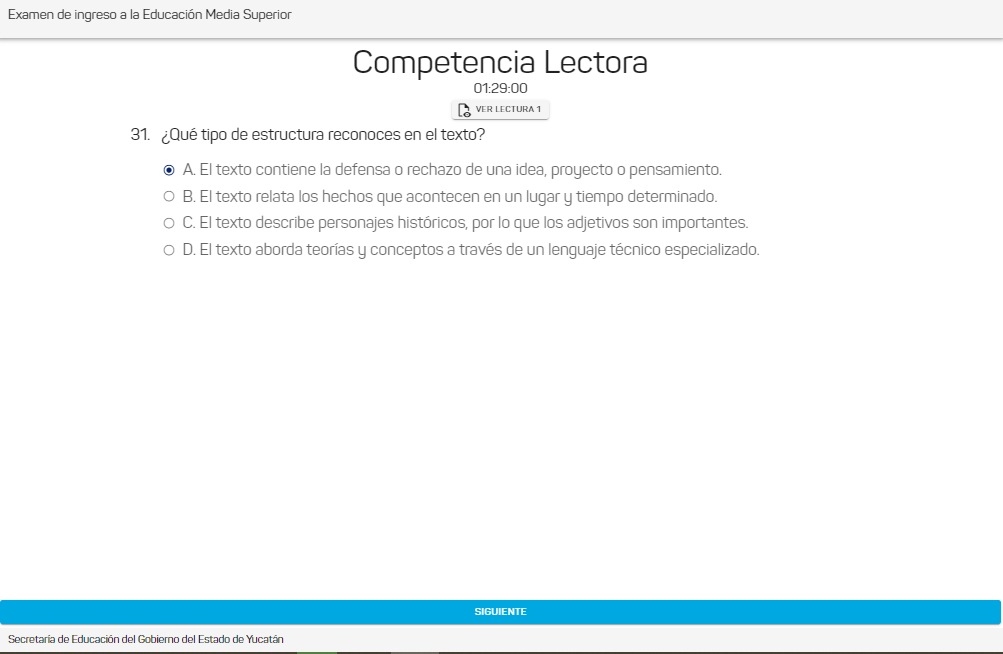 Examen de ingreso a la Educación Media Superior
Competencia Lectora
01:29:00
VER LECTURA 1
31. ¿Qué tipo de estructura reconoces en el texto?
A. El texto contiene la defensa o rechazo de una idea, proyecto o pensamiento.
B. El texto relata los hechos que acontecen en un lugar y tiempo determinado.
C. El texto describe personajes históricos, por lo que los adjetivos son importantes.
D. El texto aborda teorías y conceptos a través de un lenguaje técnico especializado.
SIGUIENTE
Secretaría de Educación del Gobierno del Estado de Yucatán